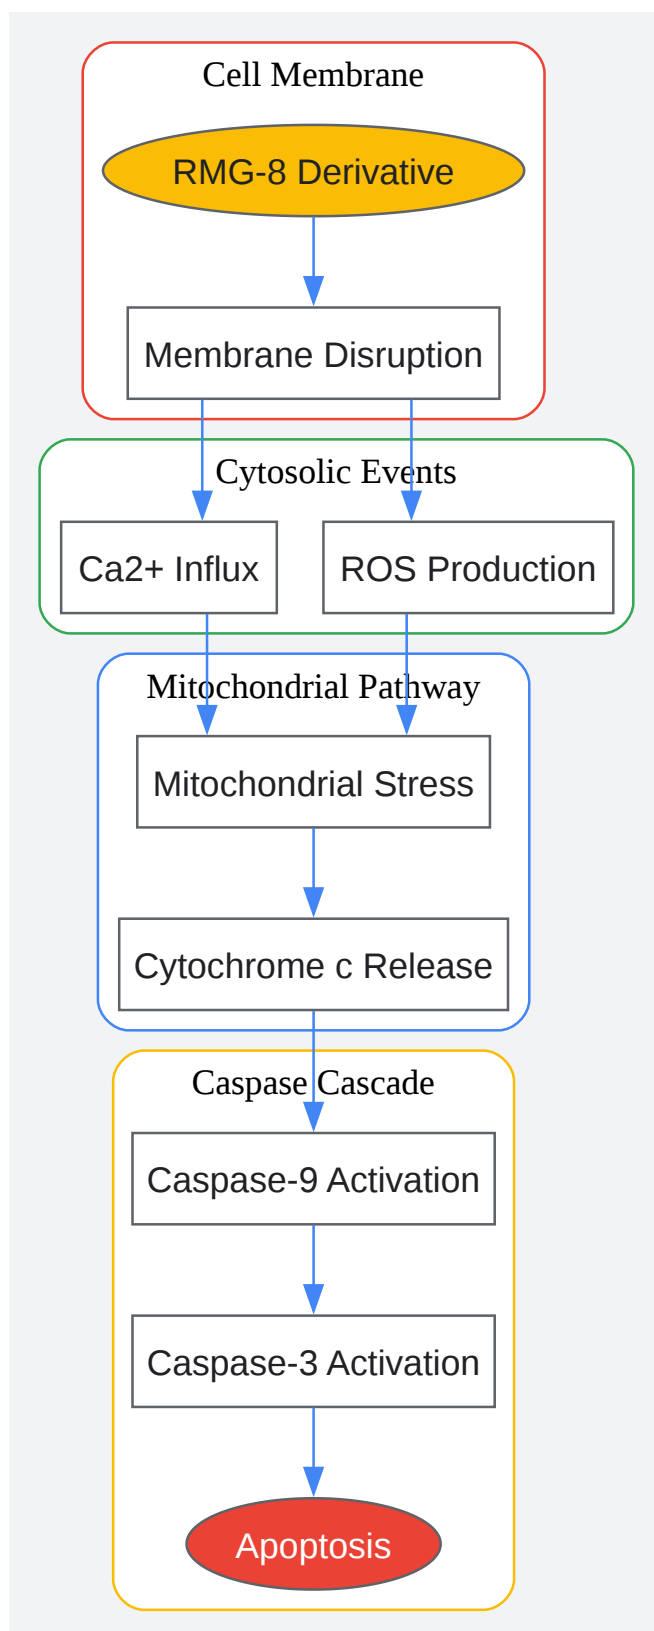 Cell Membrane
RMG-8 Derivative
Membrane Disruption
Cytosolic Events
Ca2+ Influx
ROS Production
Mitochondrial Pathway
Mitochondrial Stress
Cytochrome c Release
Caspase Cascade
Caspase-9 Activation
Caspase-3 Activation
Apoptosis